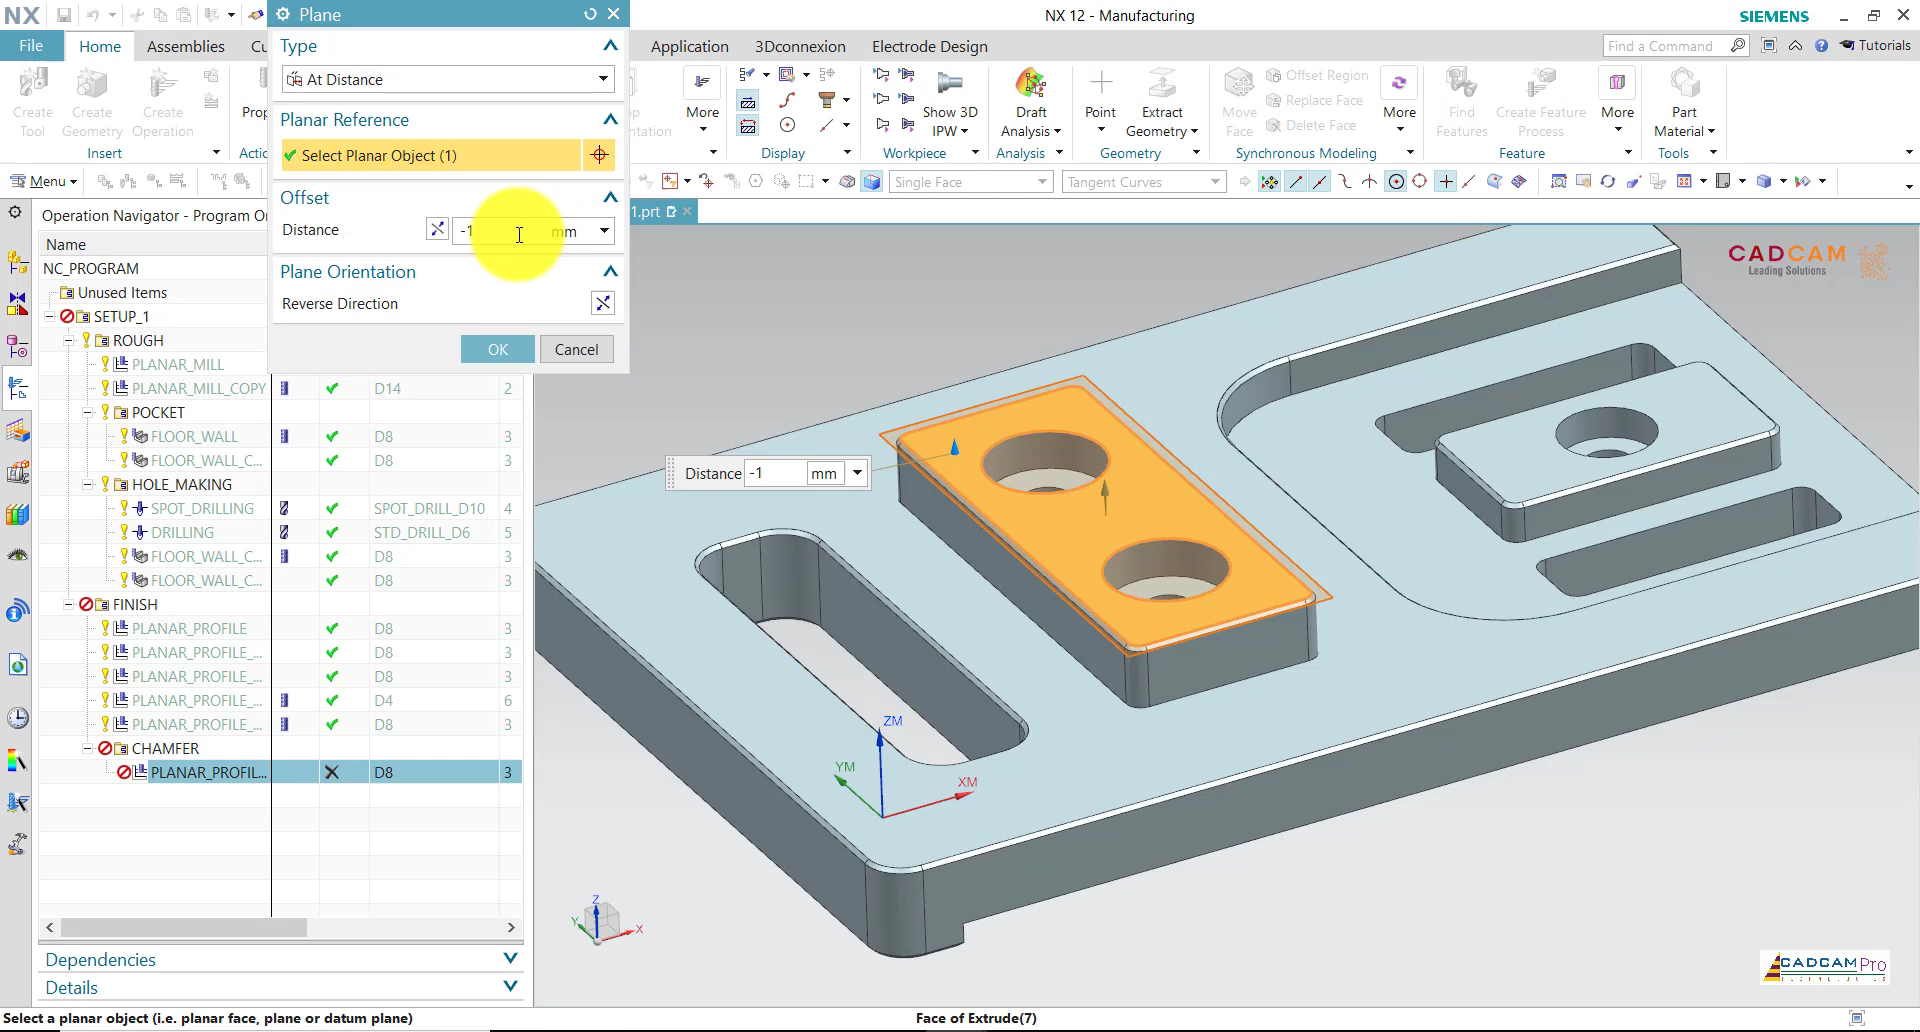 NX
Plane
NX 12 - Manufacturing
SIEMENS
File
Home
Assemblies
Cu
Application
3Dconnexion
Electrode Design
Find a Command
Tutorials
Type
At Distance
Planar Reference
Select Planar Object (1)
Offset
Distance
-1
mm
Plane Orientation
Reverse Direction
OK
Cancel
Create
Tool
Create
Geometry
Create
Operation
Prop
Insert
Actic
More
Display
Show 3D
IPW
Workpiece
Draft
Analysis
Analysis
Point
Extract
Geometry
Geometry
Move
Face
Offset Region
Replace Face
Delete Face
More
Synchronous Modeling
Find
Features
Create Feature
Process
More
Feature
Part
Material
Tools
Menu
Single Face
Tangent Curves
Operation Navigator - Program Or
1.prt
Name
NC_PROGRAM
Unused Items
SETUP_1
ROUGH
PLANAR_MILL
PLANAR_MILL_COPY D14 2
POCKET
FLOOR_WALL D8 3
FLOOR_WALL_C... D8 3
HOLE_MAKING
SPOT_DRILLING SPOT_DRILL_D10 4
DRILLING STD_DRILL_D6 5
FLOOR_WALL_C... D8 3
FLOOR_WALL_C... D8 3
FINISH
PLANAR_PROFILE D8 3
PLANAR_PROFILE_... D8 3
PLANAR_PROFILE_... D8 3
PLANAR_PROFILE_... D4 6
PLANAR_PROFILE_... D8 3
CHAMFER
PLANAR_PROFIL... D8 3
Dependencies
Details
Distance -1 mm
ZM
YM
XM
Z
Y
X
CADCAM
Leading Solutions
CADCAM Pro
Select a planar object (i.e. planar face, plane or datum plane)
Face of Extrude(7)